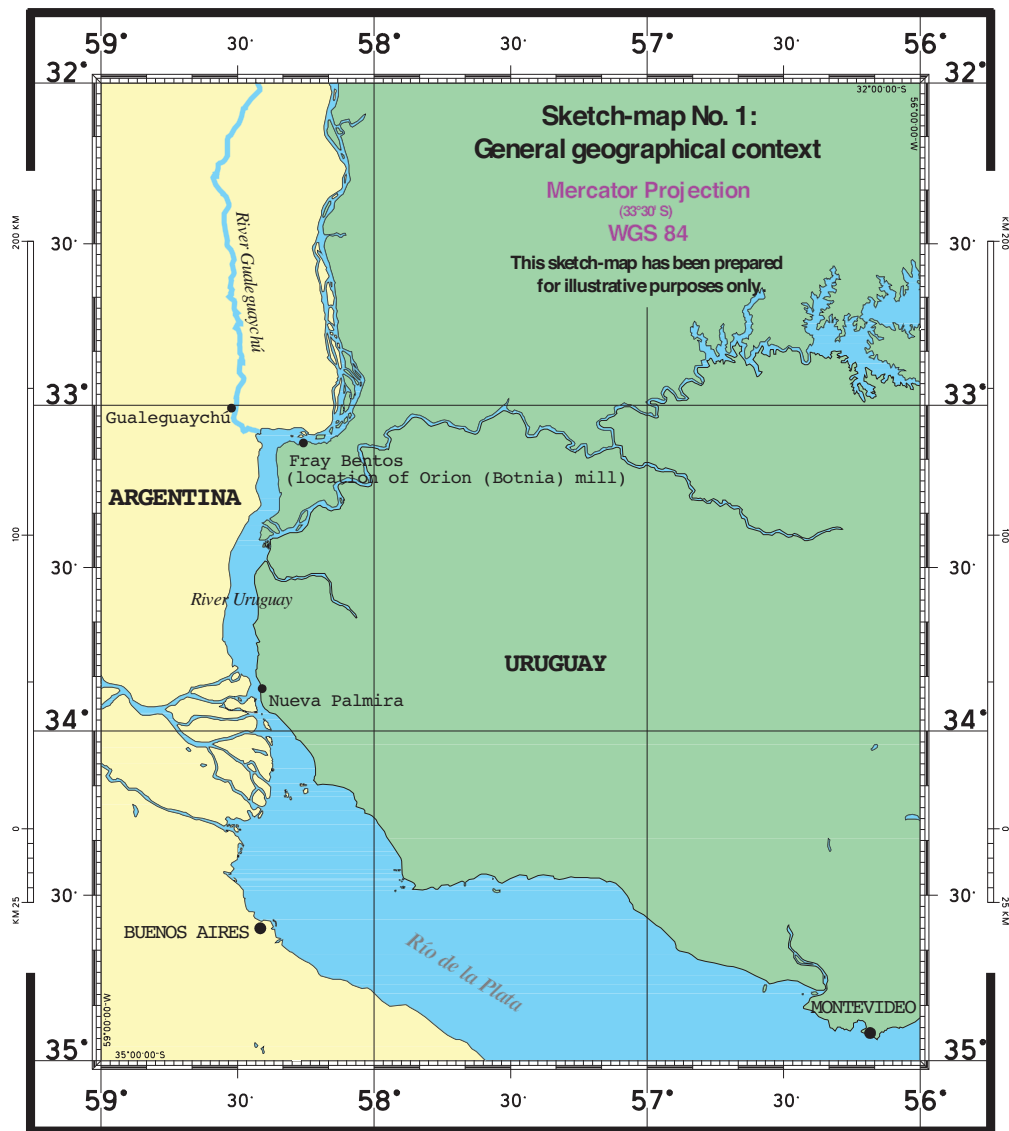 59° 30' 58° 30' 57° 30' 56°
32° 32°
32°00'00"S
56°00'00"W
Sketch-map No. 1:
General geographical context
Mercator Projection
(33°30' S)
WGS 84
This sketch-map has been prepared
for illustrative purposes only.
River Gualeguaychú
200 KM
KM 200
30' 30'
33° 33°
Gualeguaychú
Fray Bentos
(location of Orion (Botnia) mill)
ARGENTINA
100 100
30' 30'
River Uruguay
URUGUAY
Nueva Palmira
34° 34°
0 0
KM 25
25 KM
30' 30'
BUENOS AIRES
Río de la Plata
MONTEVIDEO
59°00'00"W
35°00'00"S
35° 35°
59° 30' 58° 30' 57° 30' 56°